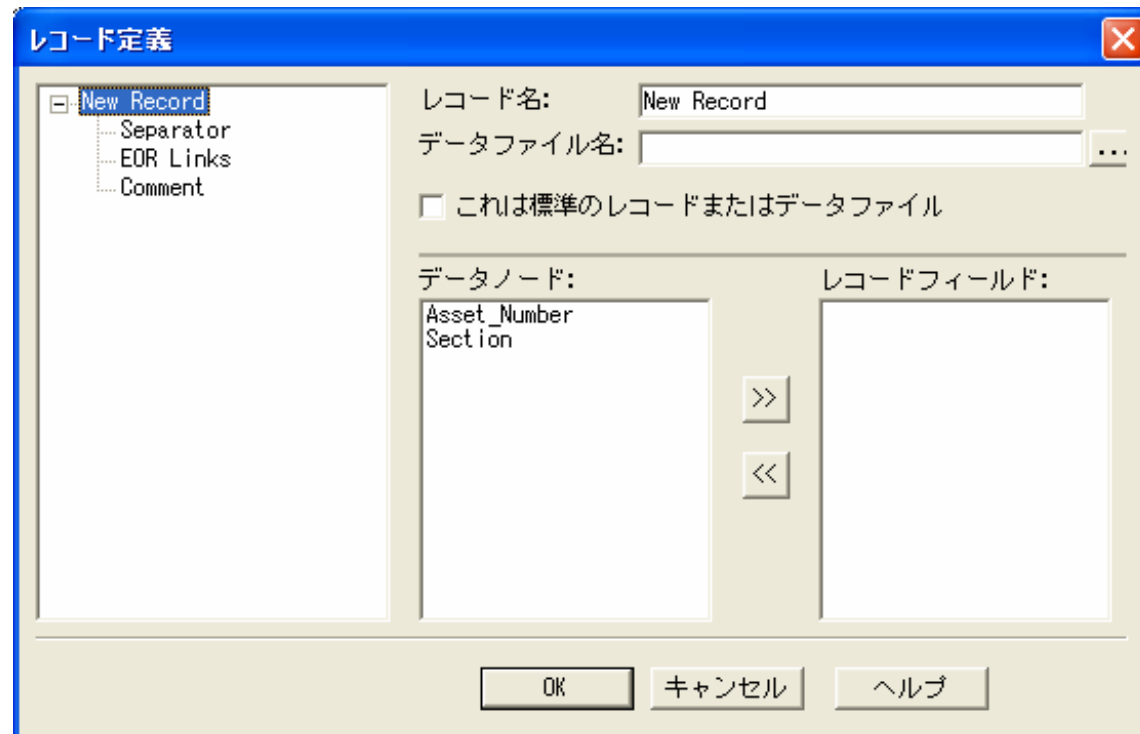 レコード定義
New Record
Separator
EOR Links
Comment
レコード名: New Record
データファイル名: ...
これは標準のレコードまたはデータファイル
データノード:
Asset_Number
Section
>>
<<
レコードフィールド:
OK キャンセル ヘルプ